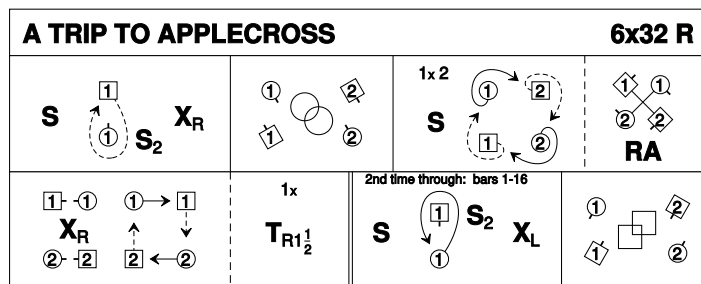 A TRIP TO APPLECROSS 6x32 R
S 1 1 S2 XR
1 2 1 2
1x 2
S 1 2 1 2
1 1 2 2
RA
1 1 1 1
XR
2 2 2 2
1x
TR1½
2nd time through: bars 1-16
S 1 1 S2 XL
1 2 1 2